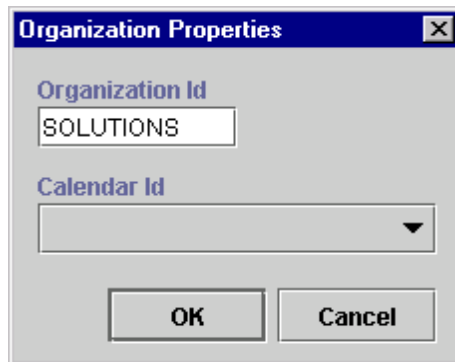 Organization Properties
Organization Id
SOLUTIONS
Calendar Id
OK Cancel